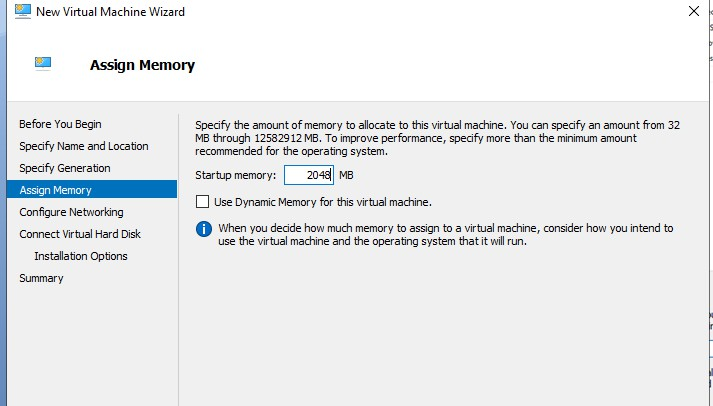 New Virtual Machine Wizard
Assign Memory
Before You Begin
Specify Name and Location
Specify Generation
Assign Memory
Configure Networking
Connect Virtual Hard Disk
Installation Options
Summary
Specify the amount of memory to allocate to this virtual machine. You can specify an amount from 32
MB through 12582912 MB. To improve performance, specify more than the minimum amount
recommended for the operating system.
Startup memory: 2048 MB
Use Dynamic Memory for this virtual machine.
When you decide how much memory to assign to a virtual machine, consider how you intend to
use the virtual machine and the operating system that it will run.